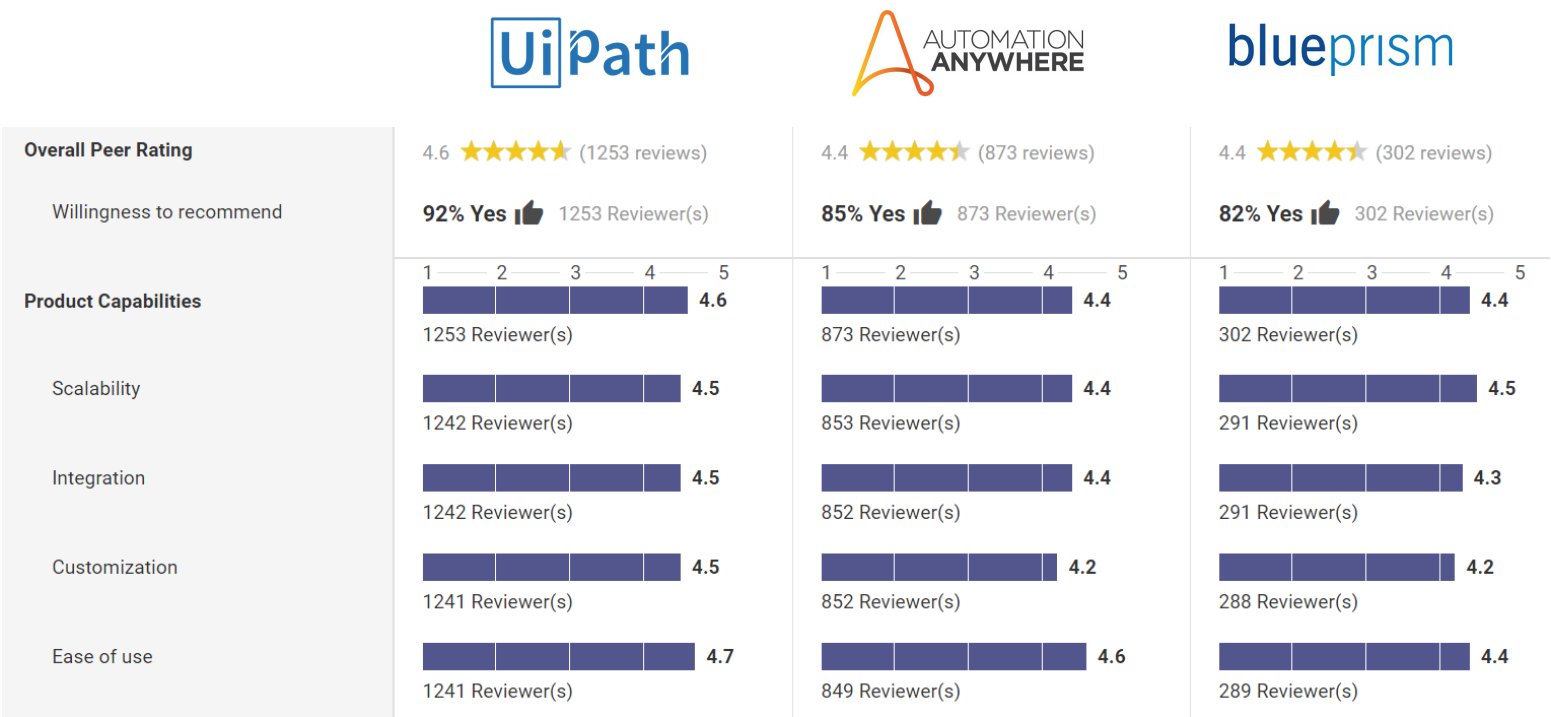 UiPath
AUTOMATION
ANYWHERE
blueprism
Overall Peer Rating
4.6 (1253 reviews)
4.4 (873 reviews)
4.4 (302 reviews)
Willingness to recommend
92% Yes 1253 Reviewer(s)
85% Yes 873 Reviewer(s)
82% Yes 302 Reviewer(s)
1 2 3 4 5
1 2 3 4 5
1 2 3 4 5
Product Capabilities
4.6
4.4
4.4
1253 Reviewer(s)
873 Reviewer(s)
302 Reviewer(s)
Scalability
4.5
4.4
4.5
1242 Reviewer(s)
853 Reviewer(s)
291 Reviewer(s)
Integration
4.5
4.4
4.3
1242 Reviewer(s)
852 Reviewer(s)
291 Reviewer(s)
Customization
4.5
4.2
4.2
1241 Reviewer(s)
852 Reviewer(s)
288 Reviewer(s)
Ease of use
4.7
4.6
4.4
1241 Reviewer(s)
849 Reviewer(s)
289 Reviewer(s)